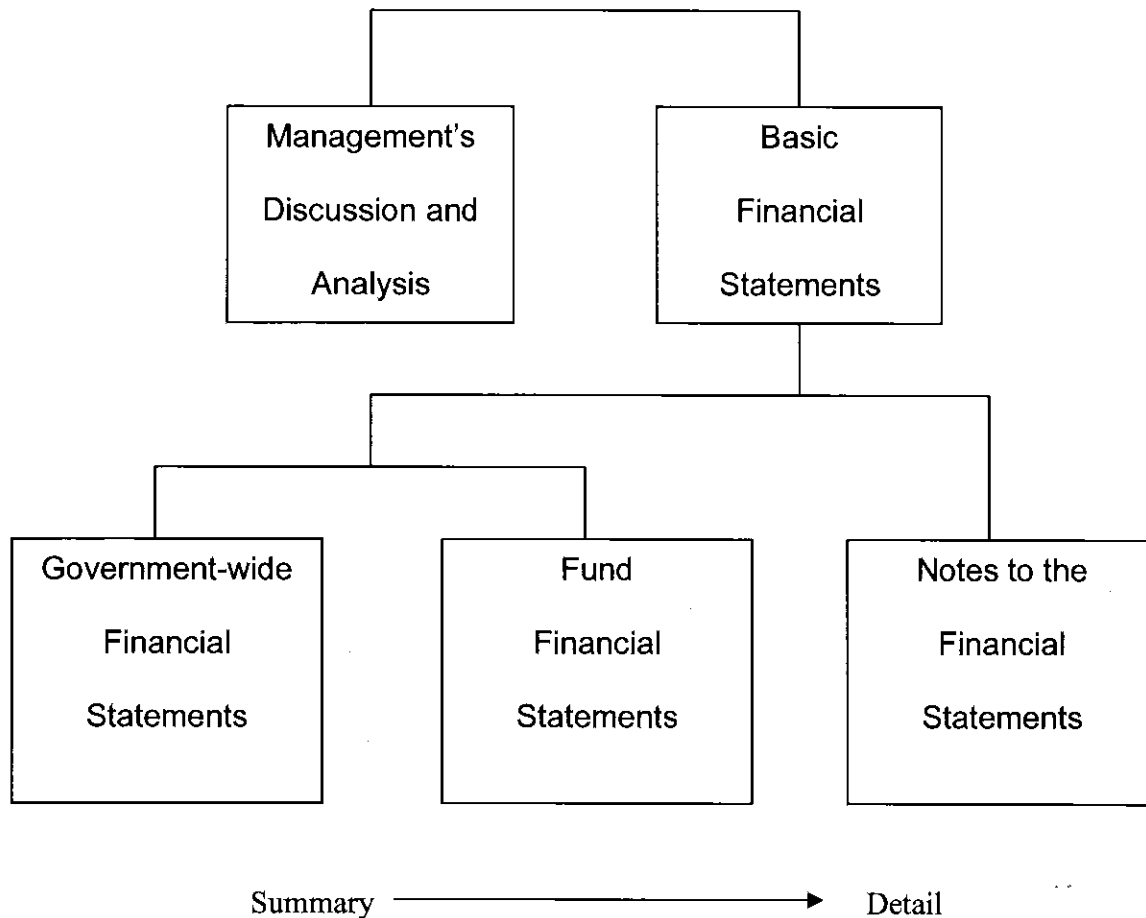 Management's
Discussion and
Analysis
Basic
Financial
Statements
Government-wide
Financial
Statements
Fund
Financial
Statements
Notes to the
Financial
Statements
Summary
Detail